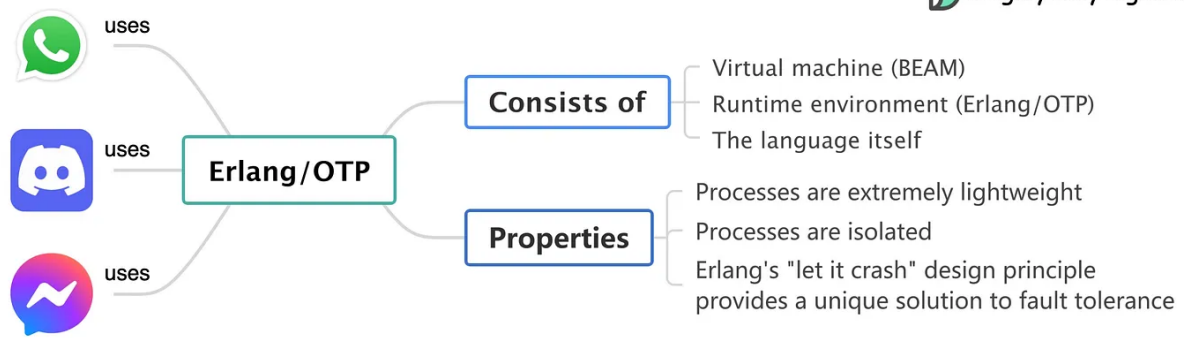 uses
uses
uses
Erlang/OTP
Consists of
Virtual machine (BEAM)
Runtime environment (Erlang/OTP)
The language itself
Properties
Processes are extremely lightweight
Processes are isolated
Erlang's "let it crash" design principle
provides a unique solution to fault tolerance